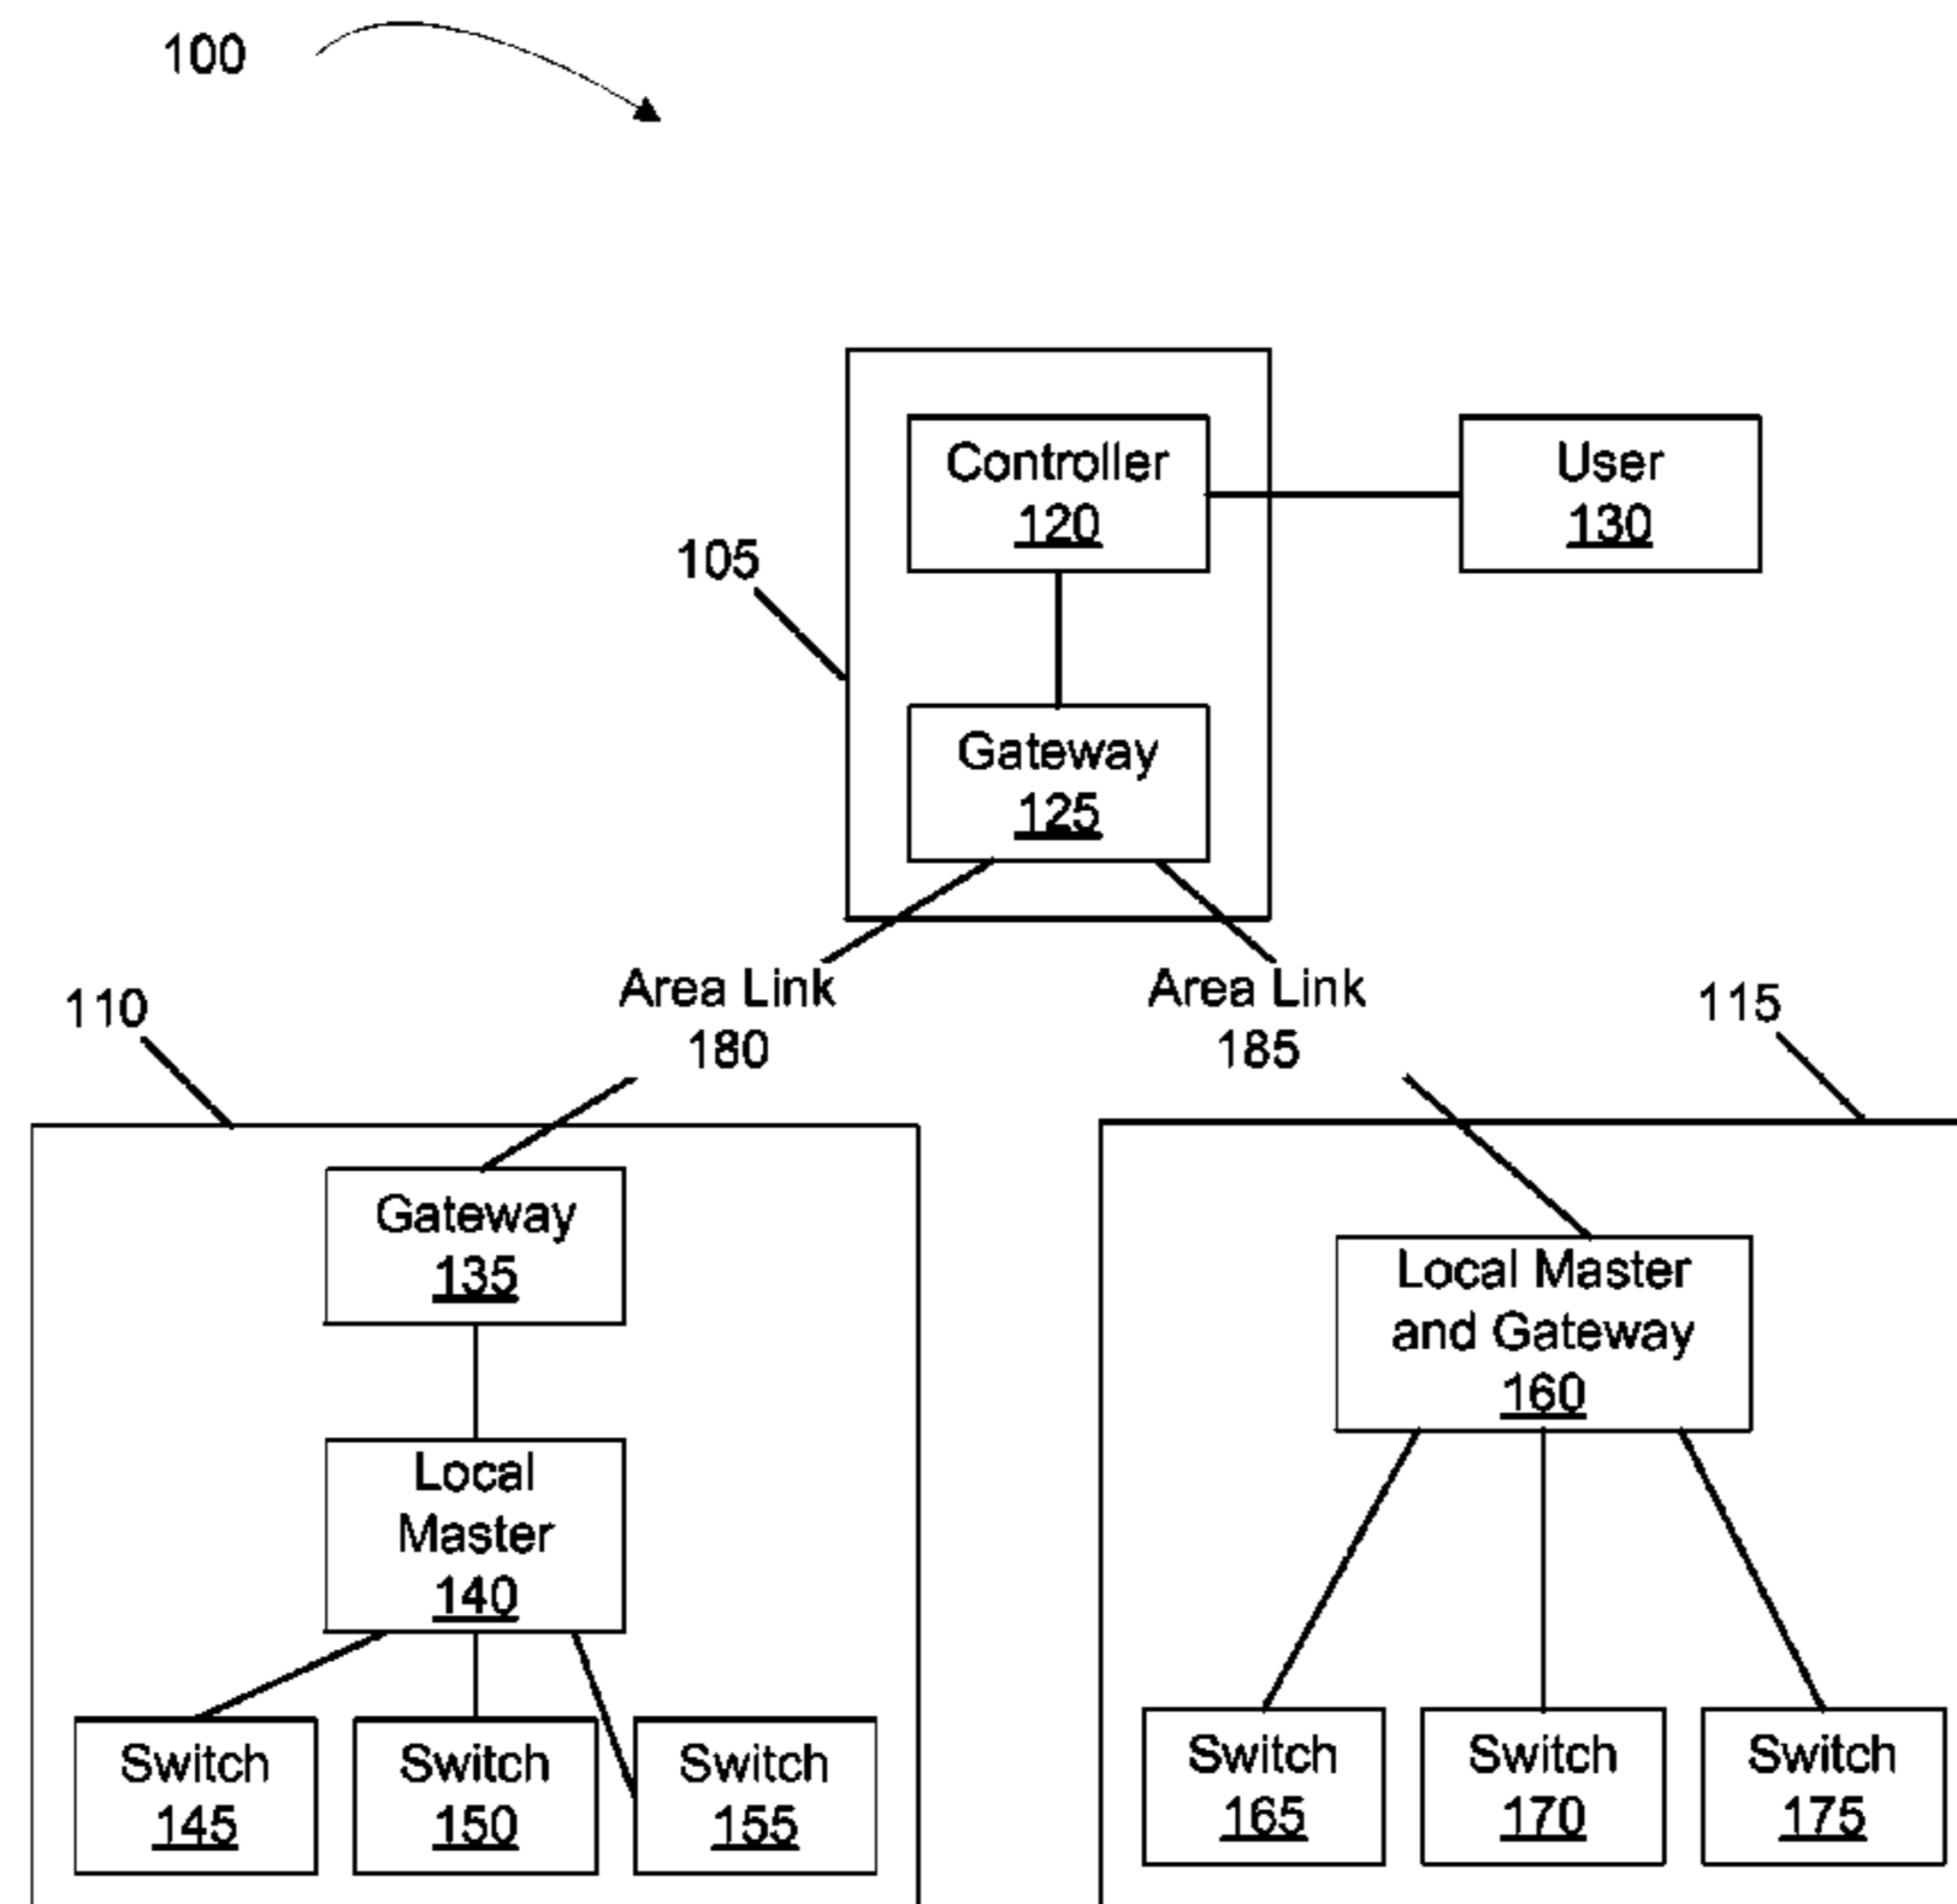 100
Controller
120
User
130
105
Gateway
125
Area Link
180
Area Link
185
110
115
Gateway
135
Local Master
and Gateway
160
Local
Master
140
Switch
145
Switch
150
Switch
155
Switch
165
Switch
170
Switch
175